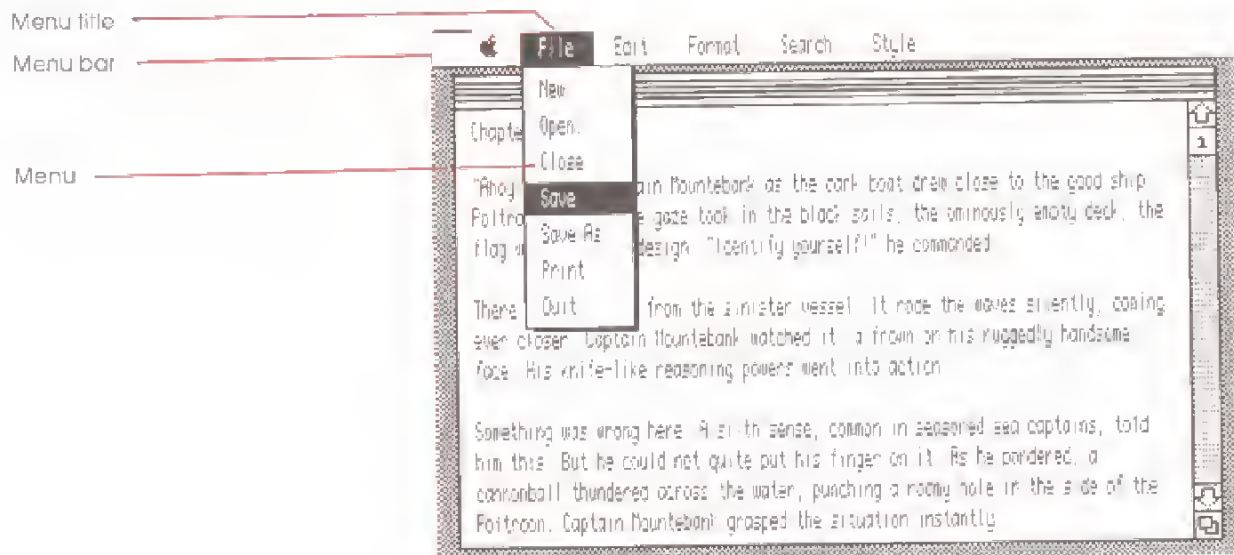 Menu title
Menu bar
Menu
File Edit Format Search Style
New
Open.
Close
Save
Save As
Print
Quit
1
Chapte
"Ahoy ain Mountebank as the dark boat drew close to the good ship
Poltro e gaze took in the black sails, the ominously empty deck, the
flag w design. "Identify yourself!" he commanded.
There from the sinister vessel. It rode the waves silently, coming
ever closer. Captain Mountebank watched it, a frown on his ruggedly handsome
face. His knife-like reasoning powers went into action.
Something was wrong here. A sixth sense, common in seasoned sea captains, told
him this. But he could not quite put his finger on it. As he pondered, a
cannonball thundered across the water, punching a roomy hole in the side of the
Poltroon. Captain Mountebank grasped the situation instantly.